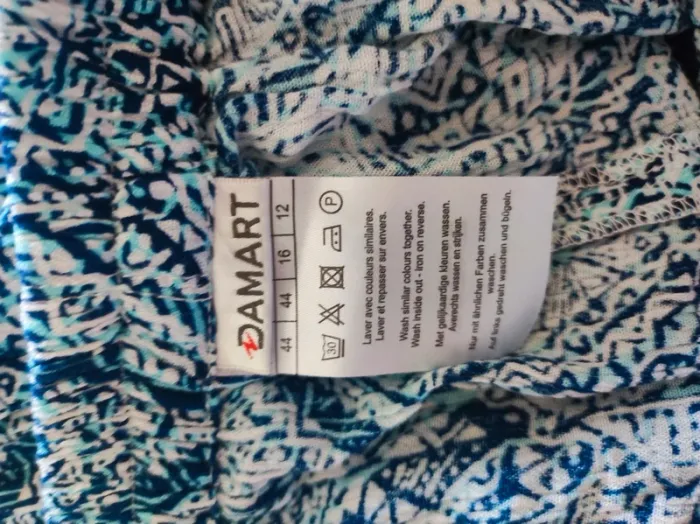 DAMART
44 44 16 12
30 P
Laver avec couleurs similaires.
Laver et repasser sur envers.
Wash similar colours together.
Wash inside out - iron on reverse.
Met gelijkaardige kleuren wassen.
Averechts wassen en strijken.
Nur mit ähnlichen Farben zusammen
waschen.
Auf links gedreht waschen und bügeln.